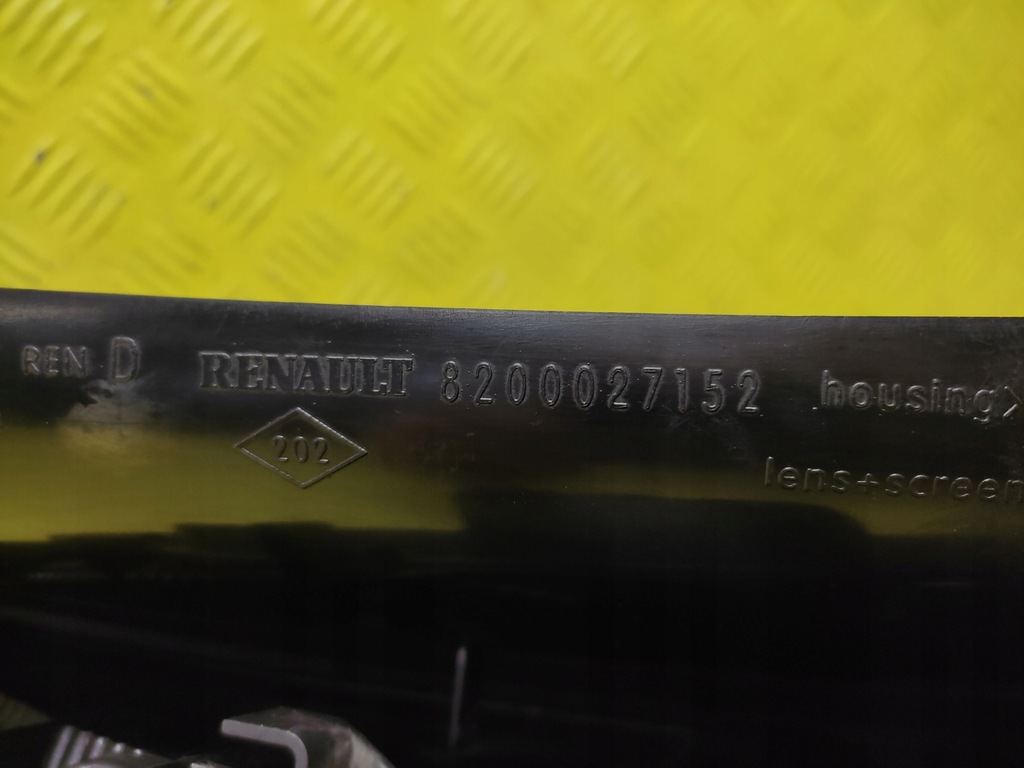 REN D RENAULT 8200027152 housing>
202
lens+screen